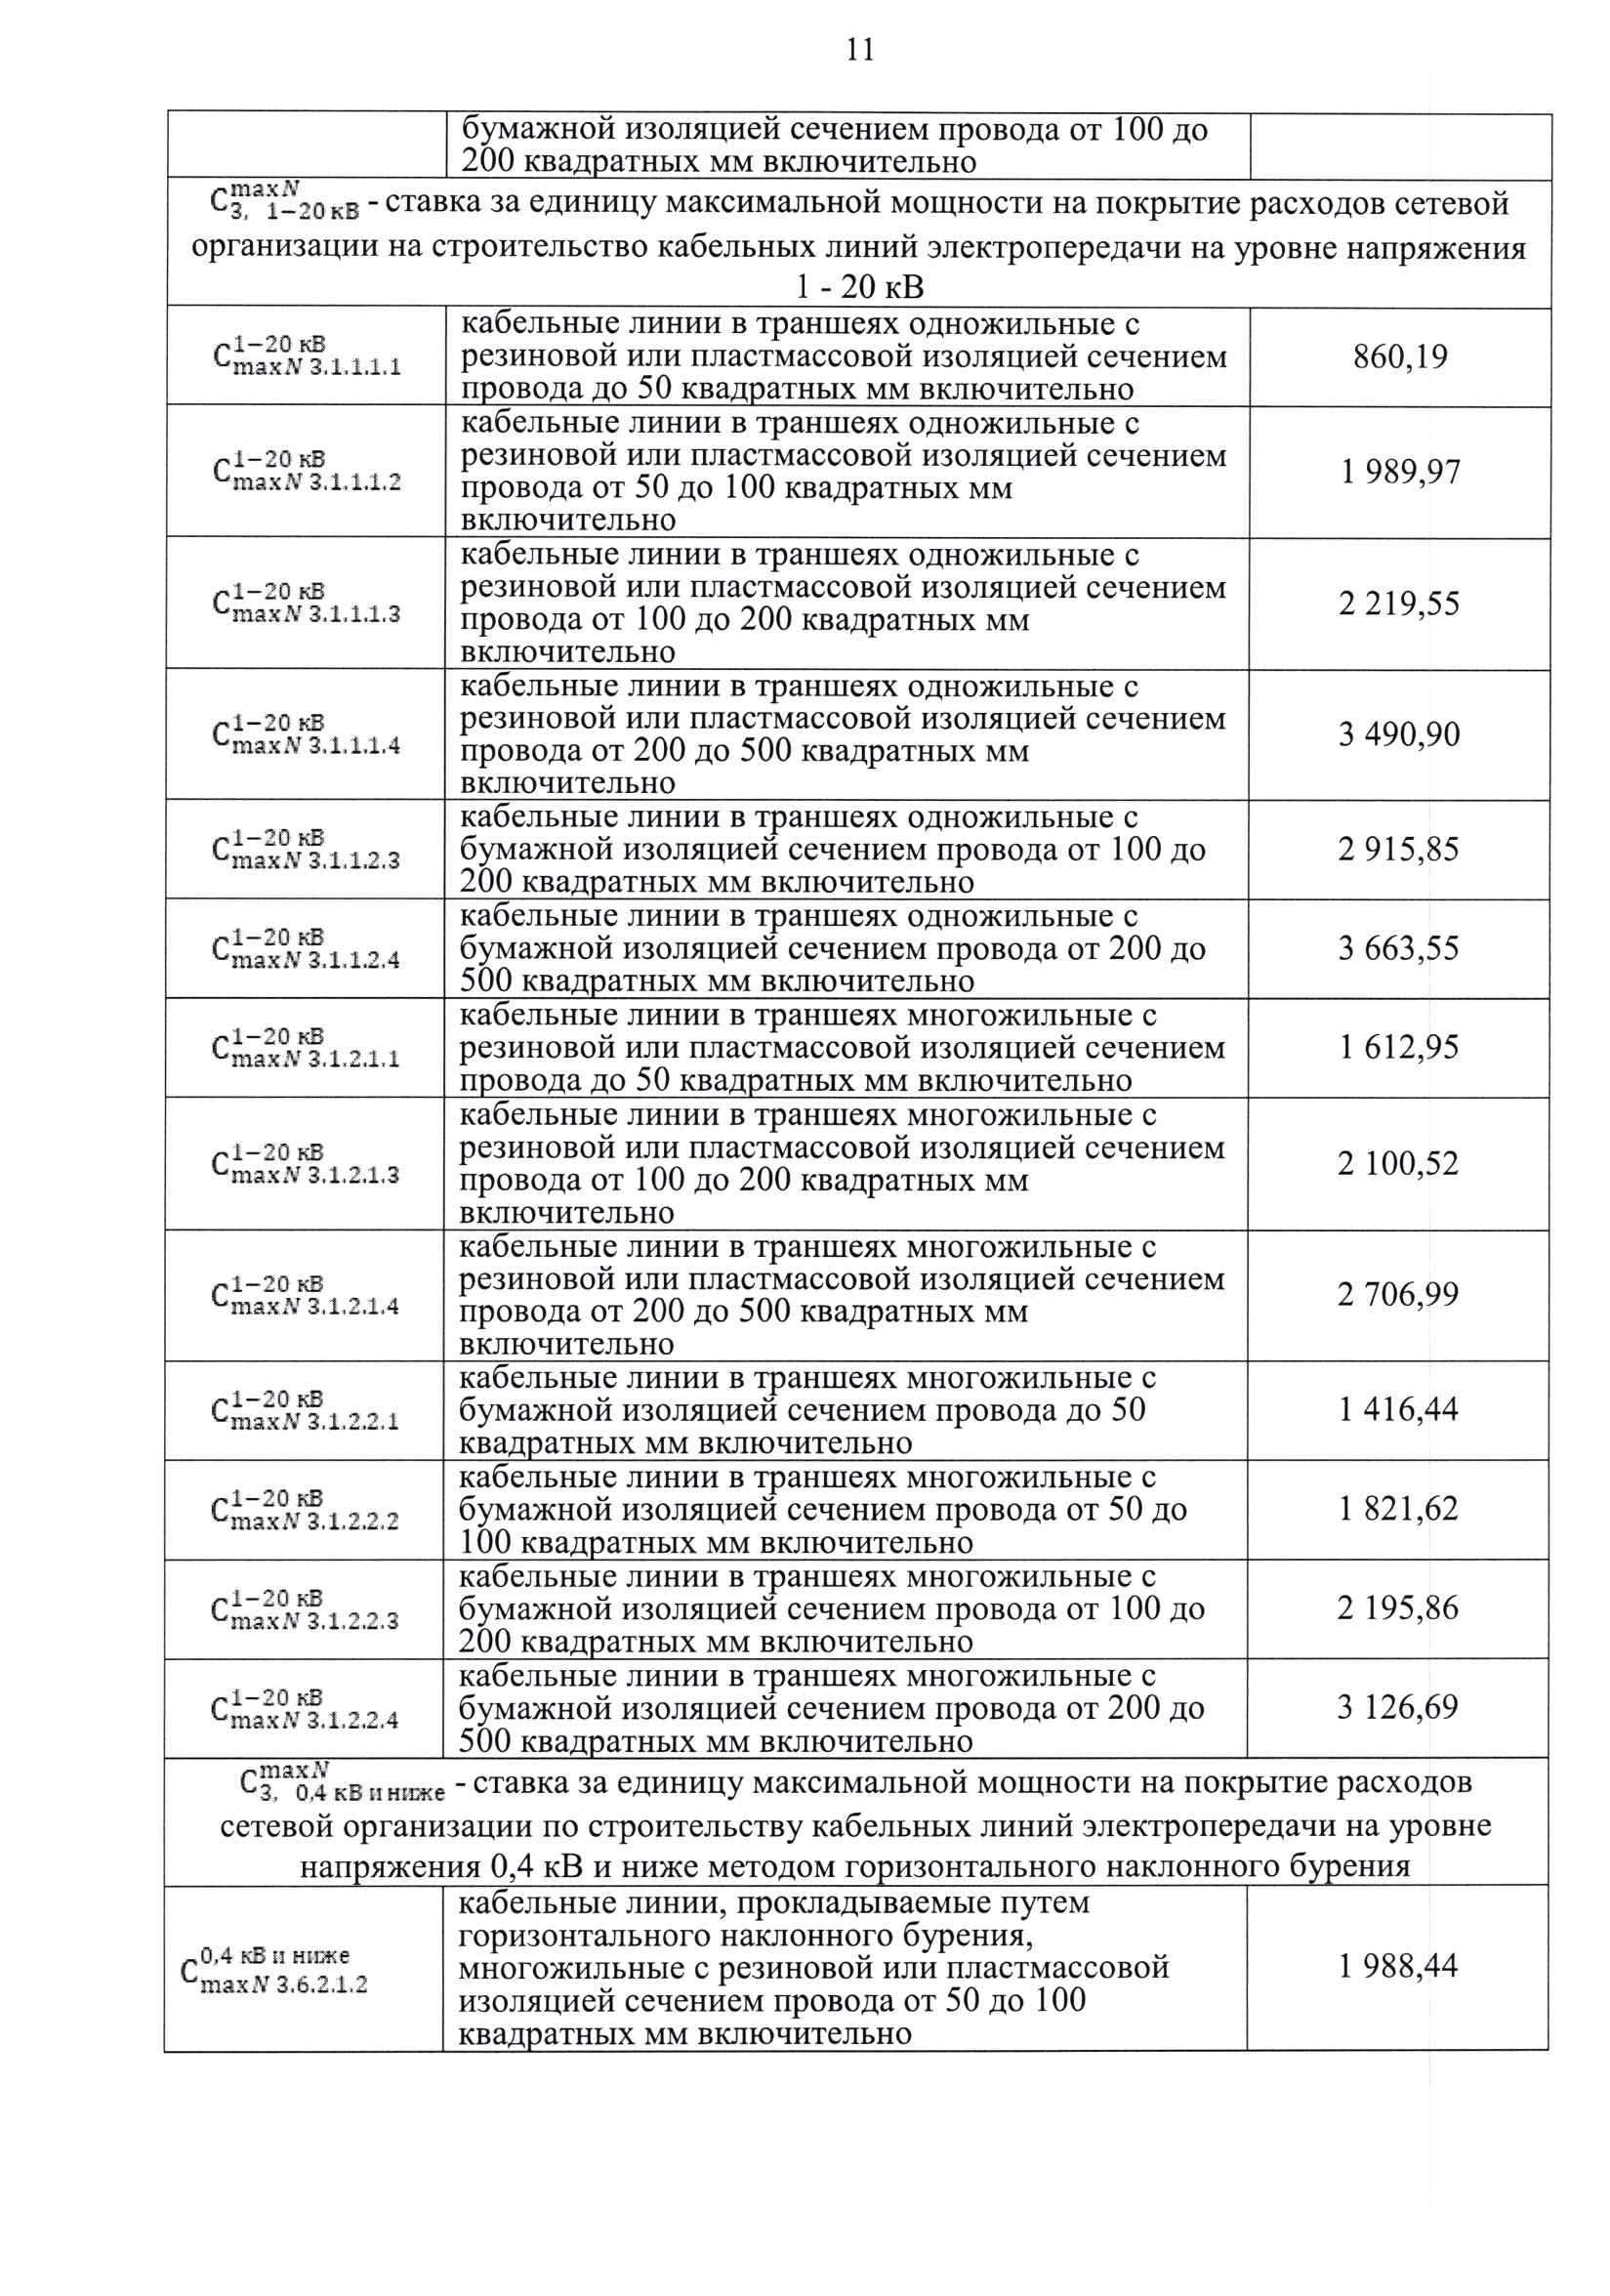 11
бумажной изоляцией сечением провода от 100 до
200 квадратных мм включительно
C maxN 3, 1–20 кВ - ставка за единицу максимальной мощности на покрытие расходов сетевой
организации на строительство кабельных линий электропередачи на уровне напряжения
1 - 20 кВ
C 1–20 кВ maxN 3.1.1.1.1
кабельные линии в траншеях одножильные с
резиновой или пластмассовой изоляцией сечением
провода до 50 квадратных мм включительно
860,19
C 1–20 кВ maxN 3.1.1.1.2
кабельные линии в траншеях одножильные с
резиновой или пластмассовой изоляцией сечением
провода от 50 до 100 квадратных мм
включительно
1 989,97
C 1–20 кВ maxN 3.1.1.1.3
кабельные линии в траншеях одножильные с
резиновой или пластмассовой изоляцией сечением
провода от 100 до 200 квадратных мм
включительно
2 219,55
C 1–20 кВ maxN 3.1.1.1.4
кабельные линии в траншеях одножильные с
резиновой или пластмассовой изоляцией сечением
провода от 200 до 500 квадратных мм
включительно
3 490,90
C 1–20 кВ maxN 3.1.1.2.3
кабельные линии в траншеях одножильные с
бумажной изоляцией сечением провода от 100 до
200 квадратных мм включительно
2 915,85
C 1–20 кВ maxN 3.1.1.2.4
кабельные линии в траншеях одножильные с
бумажной изоляцией сечением провода от 200 до
500 квадратных мм включительно
3 663,55
C 1–20 кВ maxN 3.1.2.1.1
кабельные линии в траншеях многожильные с
резиновой или пластмассовой изоляцией сечением
провода до 50 квадратных мм включительно
1 612,95
C 1–20 кВ maxN 3.1.2.1.3
кабельные линии в траншеях многожильные с
резиновой или пластмассовой изоляцией сечением
провода от 100 до 200 квадратных мм
включительно
2 100,52
C 1–20 кВ maxN 3.1.2.1.4
кабельные линии в траншеях многожильные с
резиновой или пластмассовой изоляцией сечением
провода от 200 до 500 квадратных мм
включительно
2 706,99
C 1–20 кВ maxN 3.1.2.2.1
кабельные линии в траншеях многожильные с
бумажной изоляцией сечением провода до 50
квадратных мм включительно
1 416,44
C 1–20 кВ maxN 3.1.2.2.2
кабельные линии в траншеях многожильные с
бумажной изоляцией сечением провода от 50 до
100 квадратных мм включительно
1 821,62
C 1–20 кВ maxN 3.1.2.2.3
кабельные линии в траншеях многожильные с
бумажной изоляцией сечением провода от 100 до
200 квадратных мм включительно
2 195,86
C 1–20 кВ maxN 3.1.2.2.4
кабельные линии в траншеях многожильные с
бумажной изоляцией сечением провода от 200 до
500 квадратных мм включительно
3 126,69
C maxN 3, 0,4 кВ и ниже - ставка за единицу максимальной мощности на покрытие расходов
сетевой организации по строительству кабельных линий электропередачи на уровне
напряжения 0,4 кВ и ниже методом горизонтального наклонного бурения
C 0,4 кВ и ниже maxN 3.6.2.1.2
кабельные линии, прокладываемые путем
горизонтального наклонного бурения,
многожильные с резиновой или пластмассовой
изоляцией сечением провода от 50 до 100
квадратных мм включительно
1 988,44